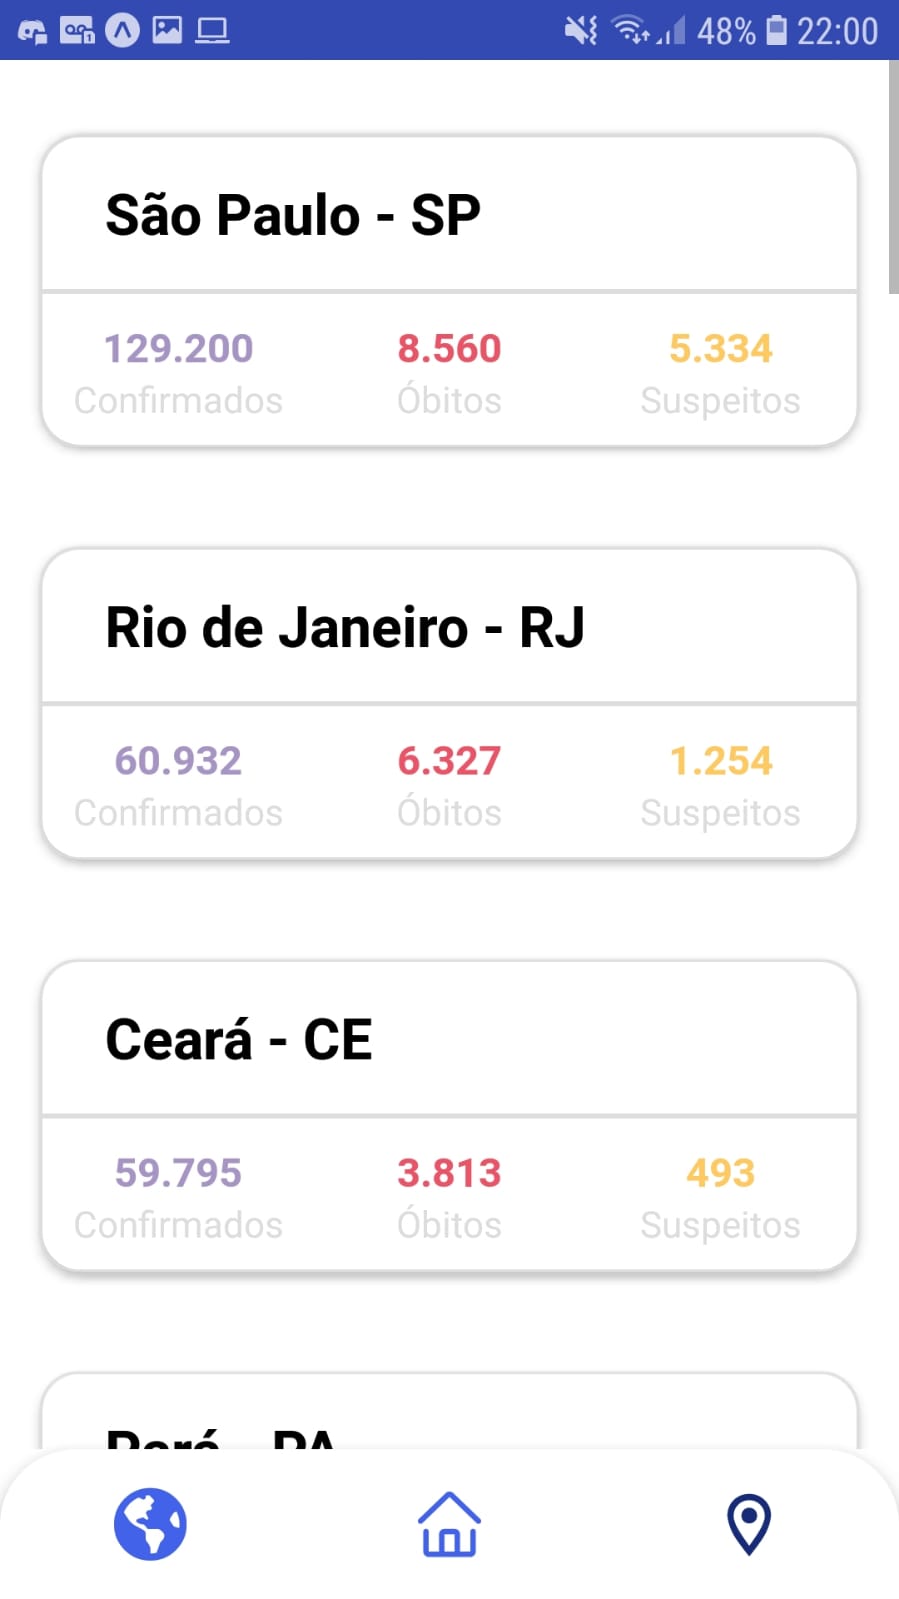 48% 22:00
São Paulo - SP
129.200 8.560 5.334
Confirmados Óbitos Suspeitos
Rio de Janeiro - RJ
60.932 6.327 1.254
Confirmados Óbitos Suspeitos
Ceará - CE
59.795 3.813 493
Confirmados Óbitos Suspeitos
Pará - PA